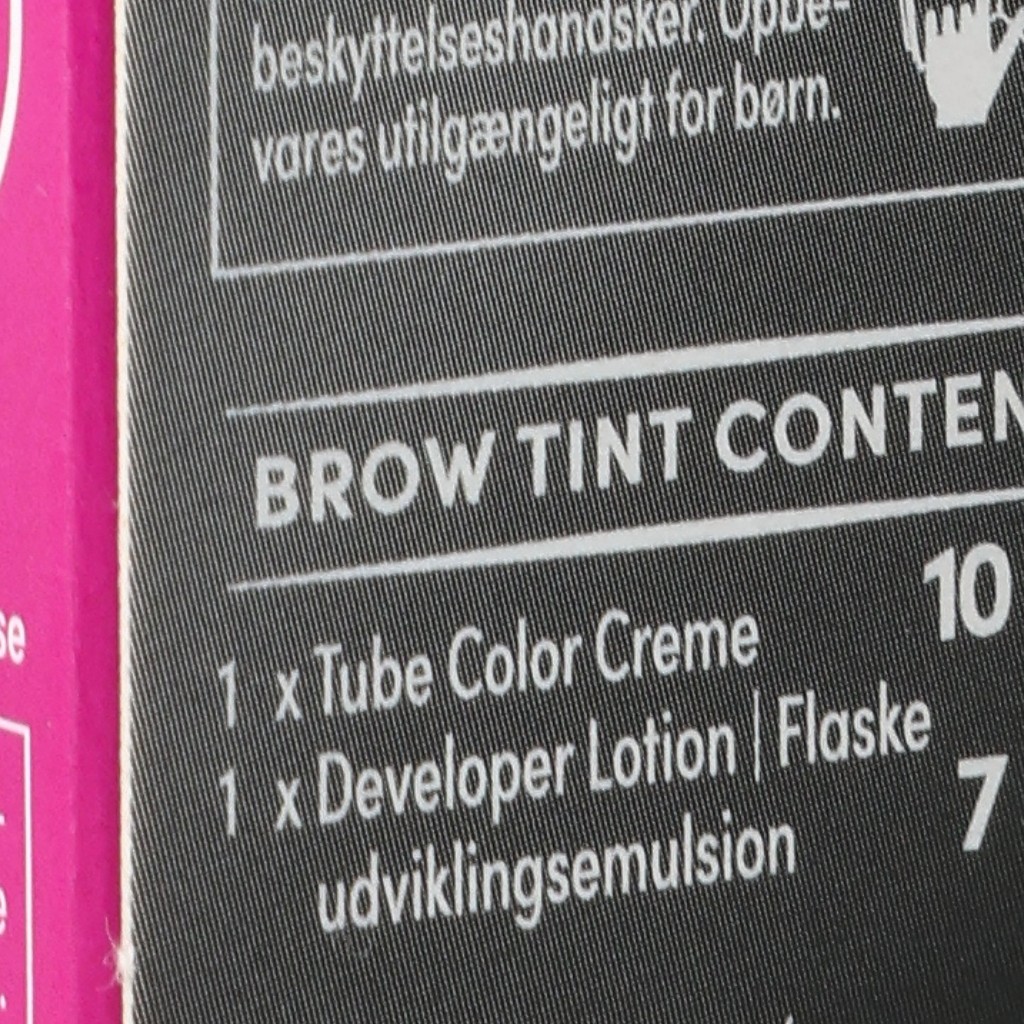 beskyttelseshandsker. Opbe-
vares utilgængeligt for børn.
BROW TINT CONTEN
10
1 x Tube Color Creme
1 x Developer Lotion | Flaske
7
udviklingsemulsion
se
e